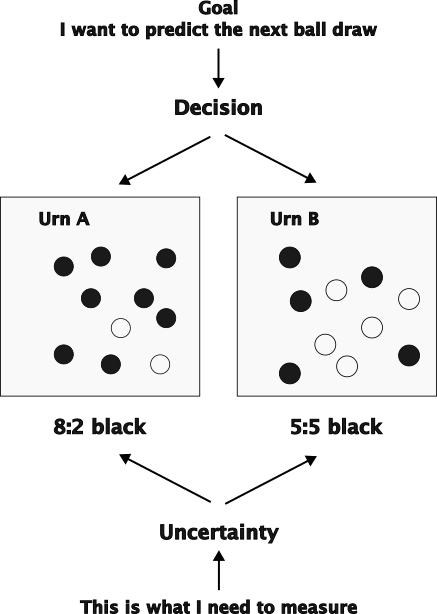 Goal
I want to predict the next ball draw
Decision
Urn A
Urn B
8:2 black
5:5 black
Uncertainty
This is what I need to measure